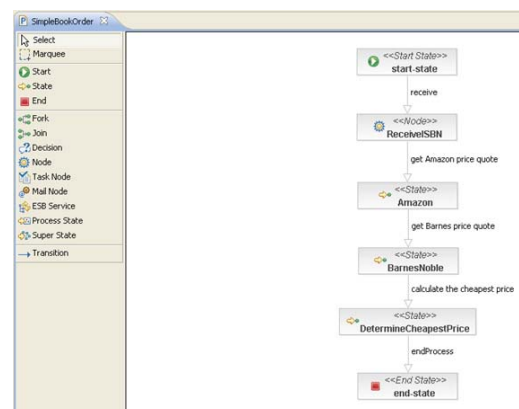 SimpleBookOrder
Select
Marquee
Start
State
End
Fork
Join
Decision
Node
Task Node
Mail Node
ESB Service
Process State
Super State
Transition
<<Start State>>
start-state
receive
<<Node>>
ReceiveISBN
get Amazon price quote
<<State>>
Amazon
get Barnes price quote
<<State>>
BarnesNoble
calculate the cheapest price
<<State>>
DetermineCheapestPrice
endProcess
<<End State>>
end-state